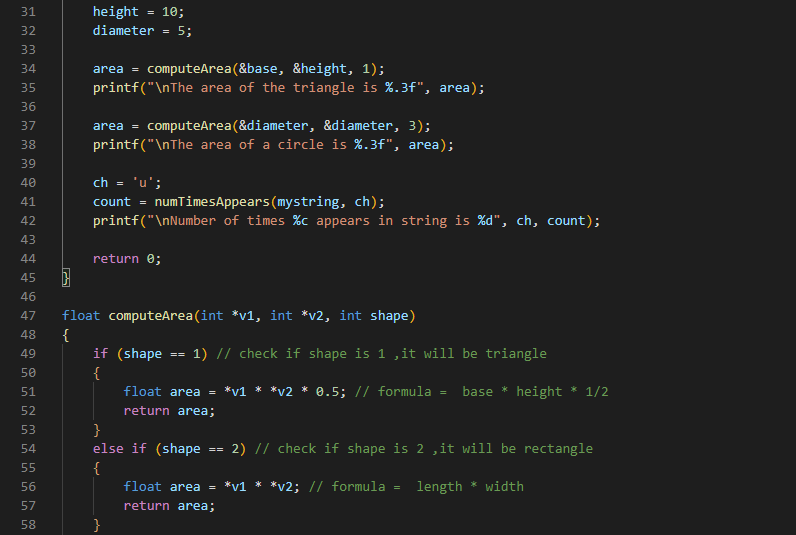 31 height = 10;
32 diameter = 5;
33
34 area = computeArea(&base, &height, 1);
35 printf("\nThe area of the triangle is %.3f", area);
36
37 area = computeArea(&diameter, &diameter, 3);
38 printf("\nThe area of a circle is %.3f", area);
39
40 ch = 'u';
41 count = numTimesAppears(mystring, ch);
42 printf("\nNumber of times %c appears in string is %d", ch, count);
43
44 return 0;
45 }
46
47 float computeArea(int *v1, int *v2, int shape)
48 {
49 if (shape == 1) // check if shape is 1 ,it will be triangle
50 {
51 float area = *v1 * *v2 * 0.5; // formula =  base * height * 1/2
52 return area;
53 }
54 else if (shape == 2) // check if shape is 2 ,it will be rectangle
55 {
56 float area = *v1 * *v2; // formula =  length * width
57 return area;
58 }